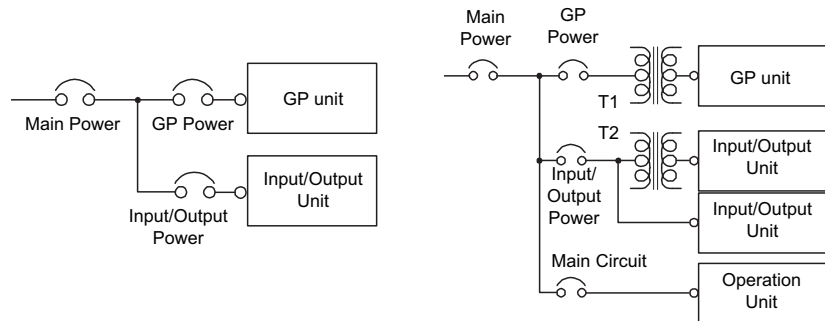 Main Power
GP Power
GP unit
Input/Output
Power
Input/Output
Unit
Main
Power
GP
Power
T1
GP unit
T2
Input/
Output
Power
Input/Output
Unit
Input/Output
Unit
Main Circuit
Operation
Unit